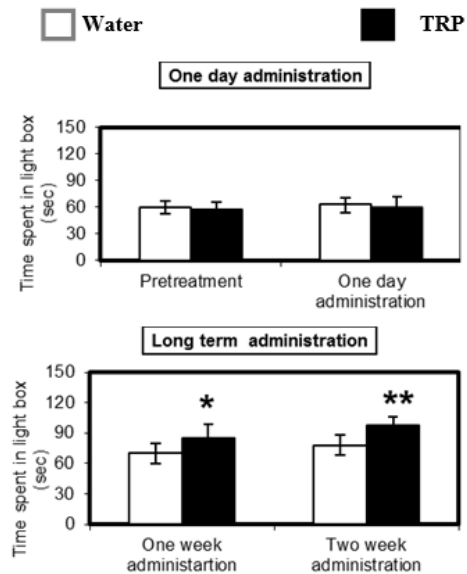 Water
TRP
One day administration
Time spent in light box
(sec)
150
120
90
60
30
0
Pretreatment
One day
administration
Long term administration
Time spent in light box
(sec)
150
120
90
60
30
0
*
**
One week
administartion
Two week
administration